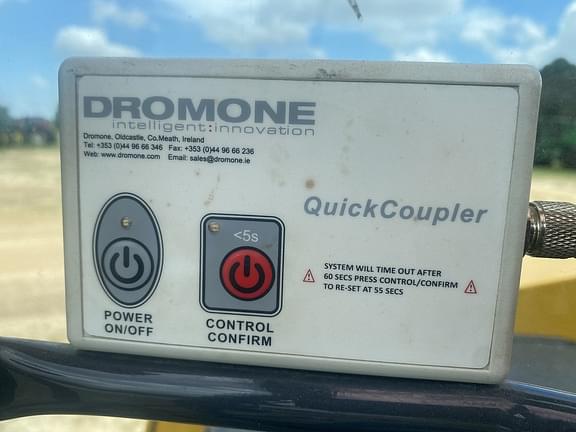 DROMONE
intelligent:innovation
Dromone, Oldcastle, Co.Meath, Ireland
Tel: +353 (0)44 96 66 346 Fax: +353 (0)44 96 66 236
Web: www.dromone.com Email: sales@dromone.ie
QuickCoupler
<5s
SYSTEM WILL TIME OUT AFTER
60 SECS PRESS CONTROL/CONFIRM
TO RE-SET AT 55 SECS
POWER
ON/OFF
CONTROL
CONFIRM